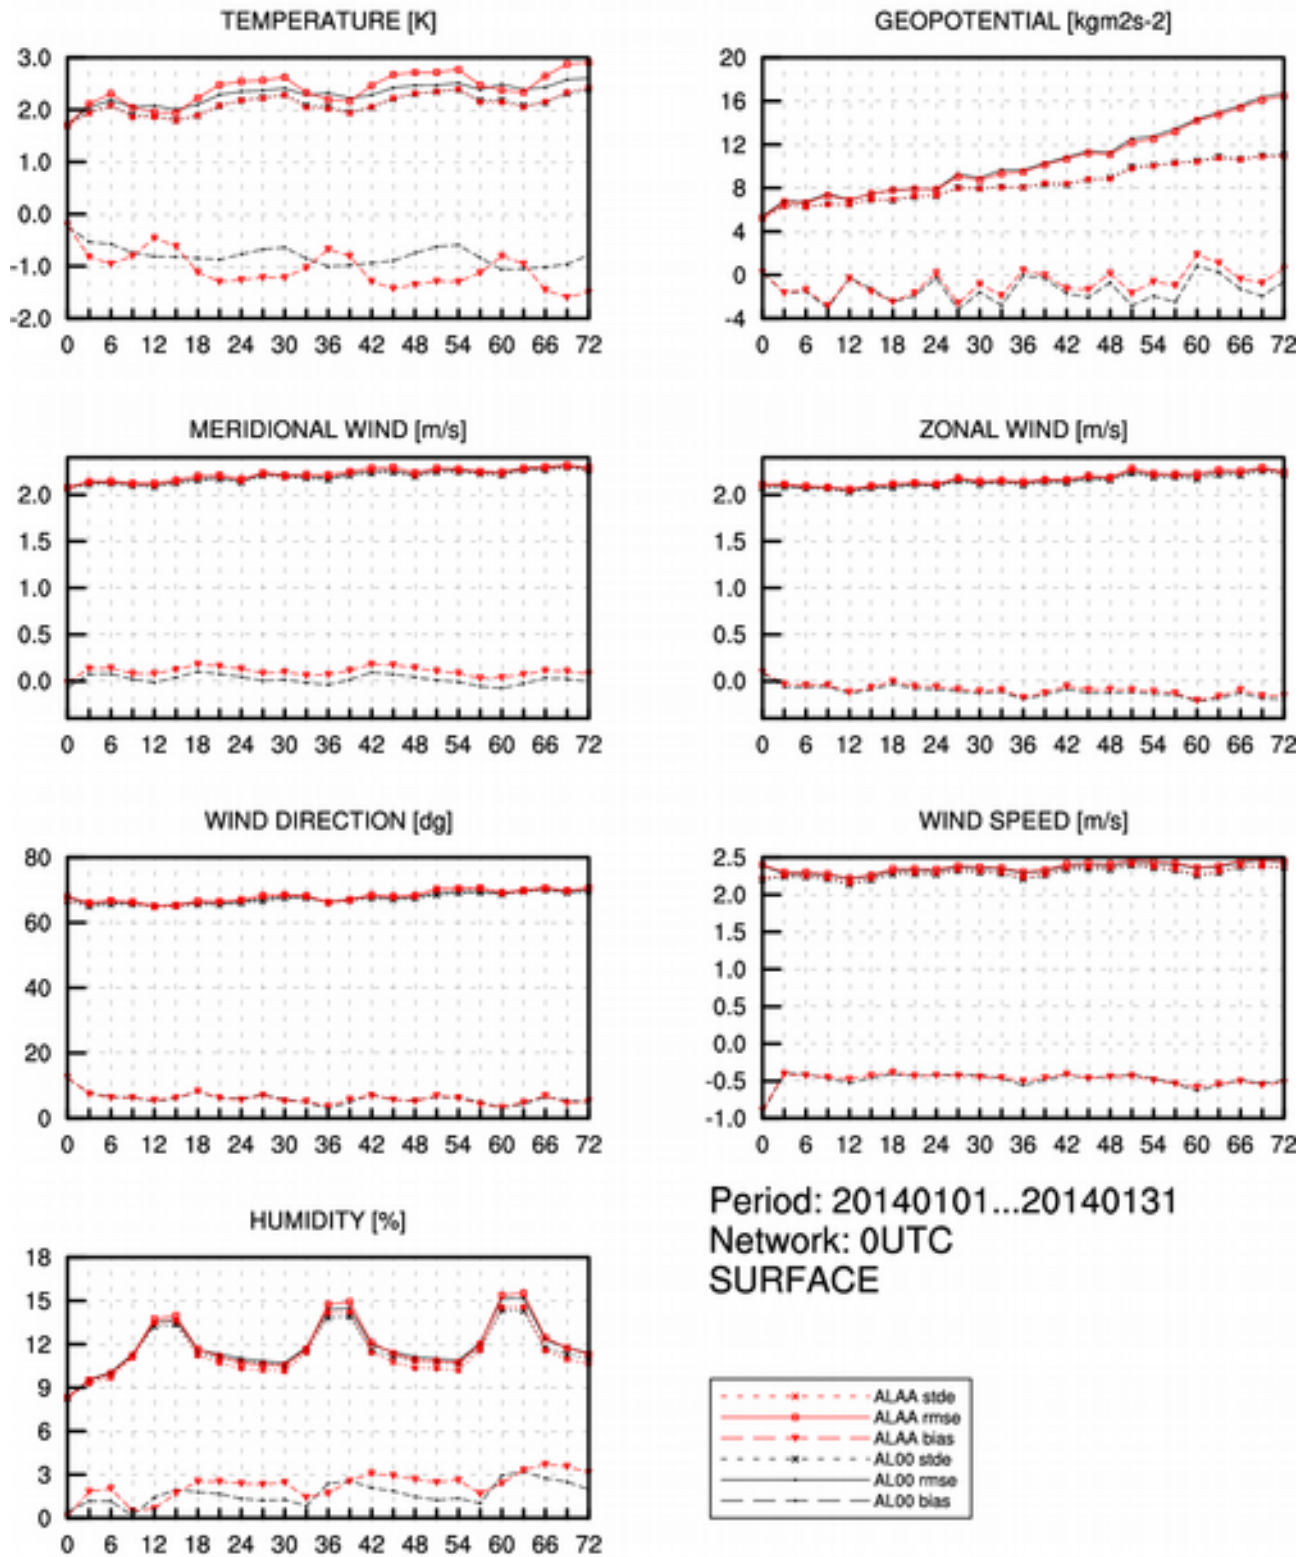 TEMPERATURE [K]
3.0
2.0
1.0
0.0
-1.0
-2.0
0 6 12 18 24 30 36 42 48 54 60 66 72
GEOPOTENTIAL [kgm2s-2]
20
16
12
8
4
0
-4
0 6 12 18 24 30 36 42 48 54 60 66 72
MERIDIONAL WIND [m/s]
2.0
1.5
1.0
0.5
0.0
0 6 12 18 24 30 36 42 48 54 60 66 72
ZONAL WIND [m/s]
2.0
1.5
1.0
0.5
0.0
0 6 12 18 24 30 36 42 48 54 60 66 72
WIND DIRECTION [dg]
80
60
40
20
0
0 6 12 18 24 30 36 42 48 54 60 66 72
WIND SPEED [m/s]
2.5
2.0
1.5
1.0
0.5
0.0
-0.5
-1.0
0 6 12 18 24 30 36 42 48 54 60 66 72
HUMIDITY [%]
18
15
12
9
6
3
0
0 6 12 18 24 30 36 42 48 54 60 66 72
Period: 20140101...20140131
Network: 0UTC
SURFACE
ALAA stde
ALAA rmse
ALAA bias
AL00 stde
AL00 rmse
AL00 bias